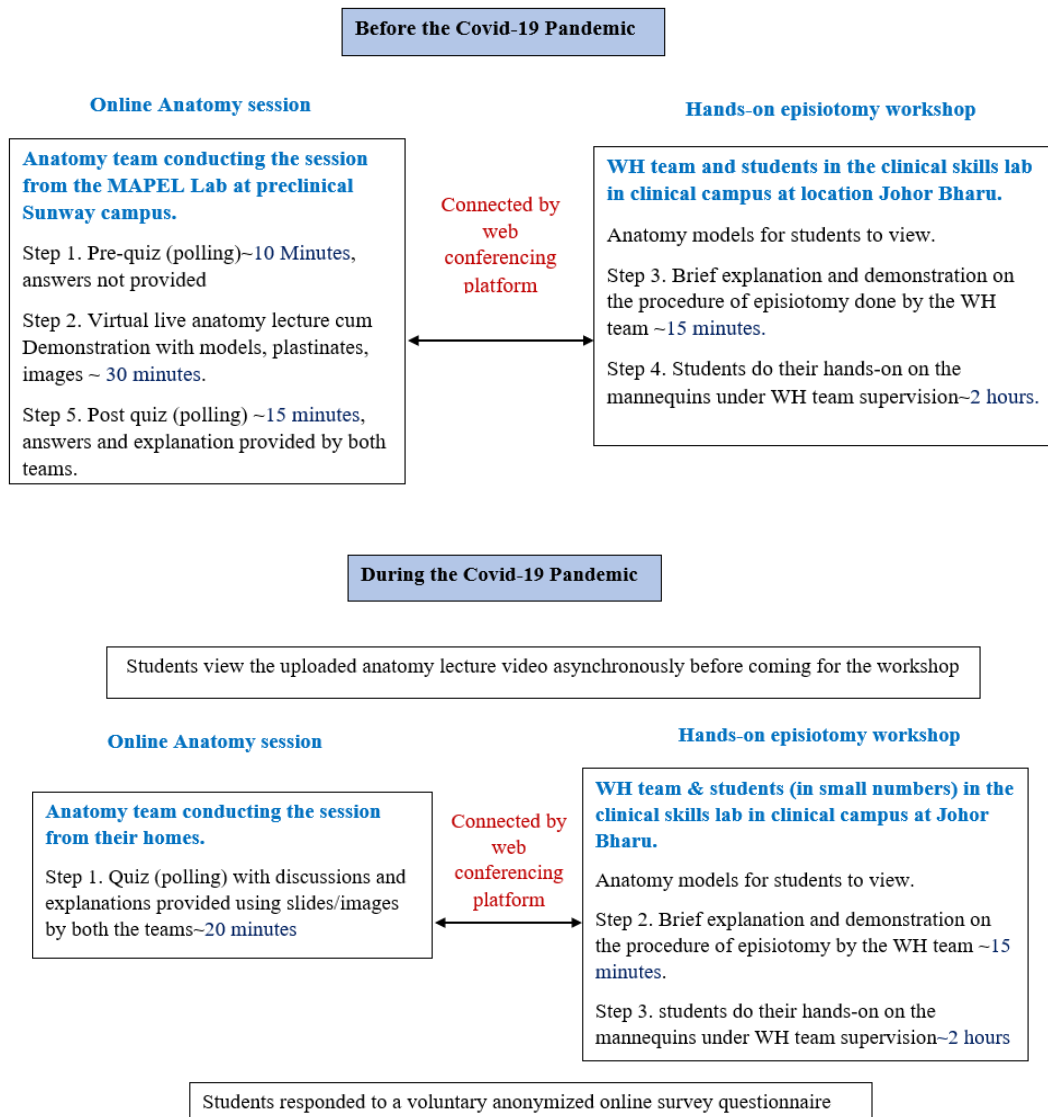 Before the Covid-19 Pandemic
Online Anatomy session
Anatomy team conducting the session
from the MAPEL Lab at preclinical
Sunway campus.
Step 1. Pre-quiz (polling)~10 Minutes,
answers not provided
Step 2. Virtual live anatomy lecture cum
Demonstration with models, plastinates,
images ~ 30 minutes.
Step 5. Post quiz (polling) ~15 minutes,
answers and explanation provided by both
teams.
Connected by
web
conferencing
platform
Hands-on episiotomy workshop
WH team and students in the clinical skills lab
in clinical campus at location Johor Bharu.
Anatomy models for students to view.
Step 3. Brief explanation and demonstration on
the procedure of episiotomy done by the WH
team ~15 minutes.
Step 4. Students do their hands-on on the
mannequins under WH team supervision~2 hours.
During the Covid-19 Pandemic
Students view the uploaded anatomy lecture video asynchronously before coming for the workshop
Online Anatomy session
Anatomy team conducting the session
from their homes.
Step 1. Quiz (polling) with discussions and
explanations provided using slides/images
by both the teams~20 minutes
Connected by
web
conferencing
platform
Hands-on episiotomy workshop
WH team & students (in small numbers) in the
clinical skills lab in clinical campus at Johor
Bharu.
Anatomy models for students to view.
Step 2. Brief explanation and demonstration on
the procedure of episiotomy by the WH team ~15
minutes.
Step 3. students do their hands-on on the
mannequins under WH team supervision~2 hours
Students responded to a voluntary anonymized online survey questionnaire